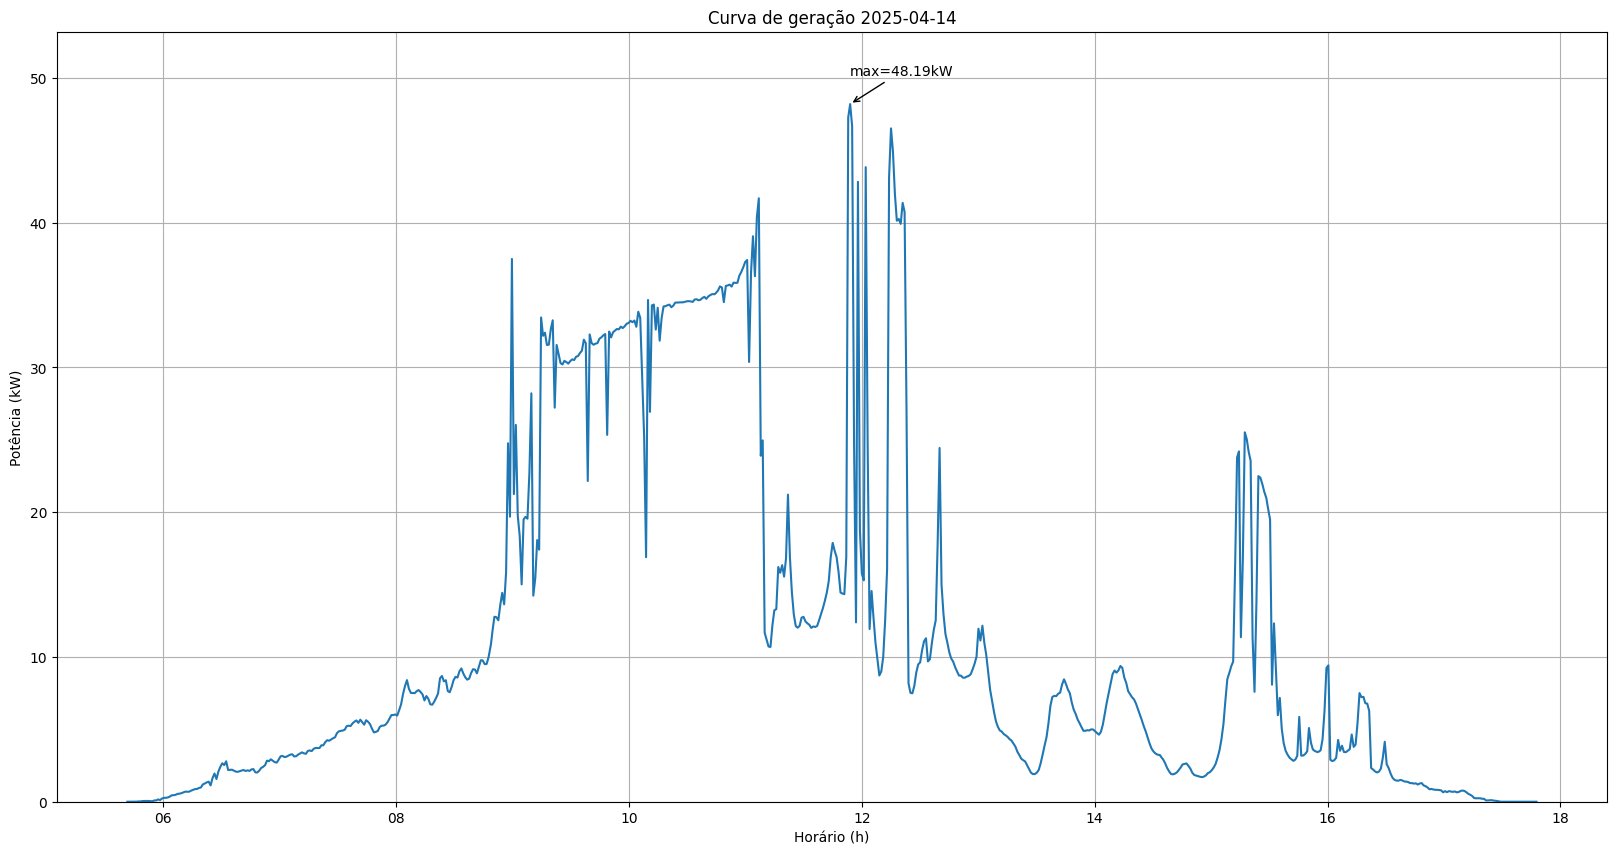 Curva de geração 2025-04-14
max=48.19kW
50
40
30
20
10
0
Potência (kW)
06 08 10 12 14 16 18
Horário (h)